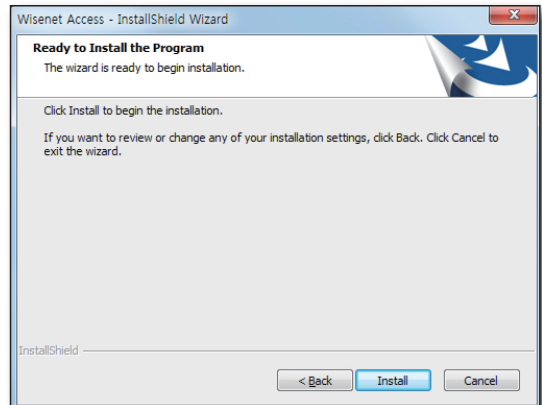 Wisenet Access - InstallShield Wizard
Ready to Install the Program
The wizard is ready to begin installation.
Click Install to begin the installation.
If you want to review or change any of your installation settings, click Back. Click Cancel to
exit the wizard.
InstallShield
< Back
Install
Cancel